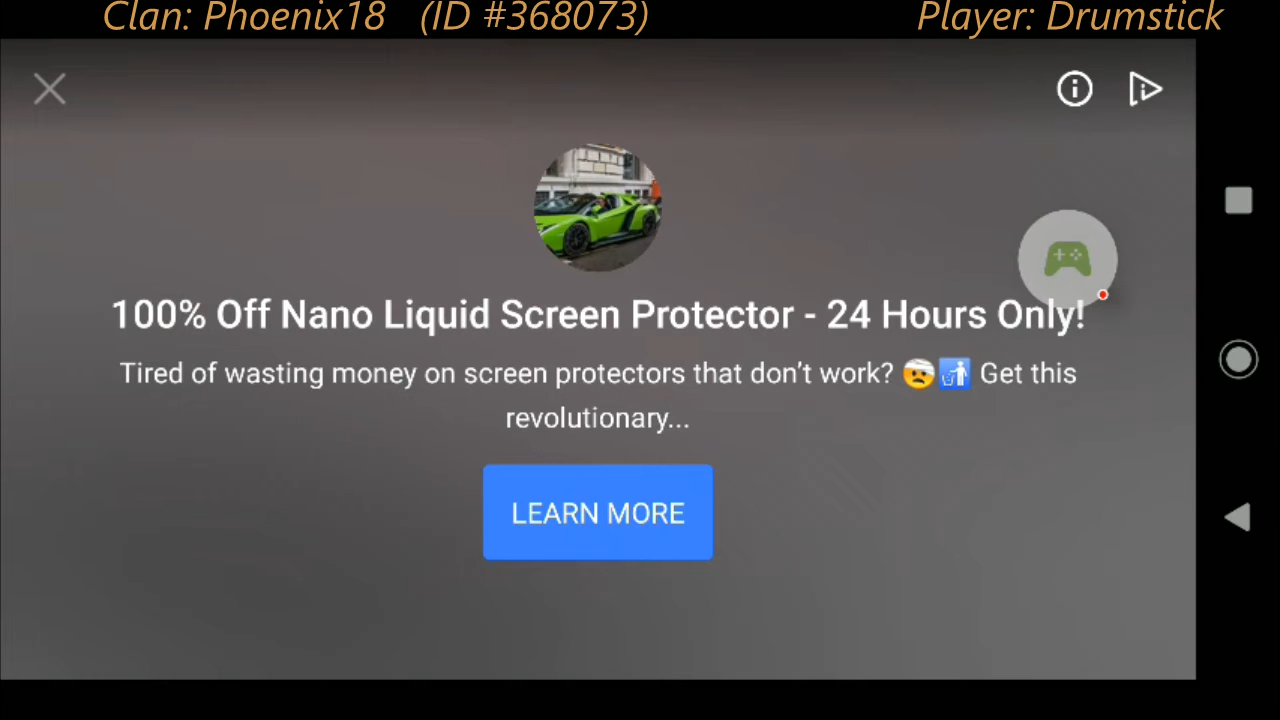 Clan: Phoenix18 (ID #368073) Player: Drumstick
100% Off Nano Liquid Screen Protector - 24 Hours Only!
Tired of wasting money on screen protectors that don't work? 🤕🚮 Get this
revolutionary...
LEARN MORE